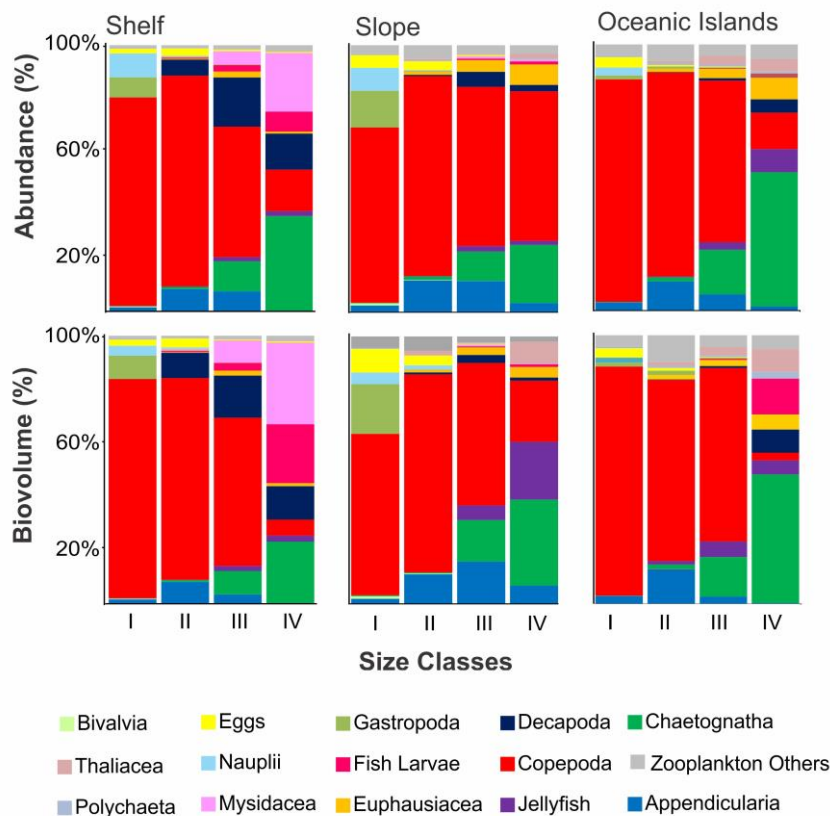 Shelf
Slope
Oceanic Islands
Abundance (%)
100%
60%
20%
Biovolume (%)
100%
60%
20%
I II III IV
I II III IV
I II III IV
Size Classes
Bivalvia Eggs Gastropoda Decapoda Chaetognatha
Thaliacea Nauplii Fish Larvae Copepoda Zooplankton Others
Polychaeta Mysidacea Euphausiacea Jellyfish Appendicularia